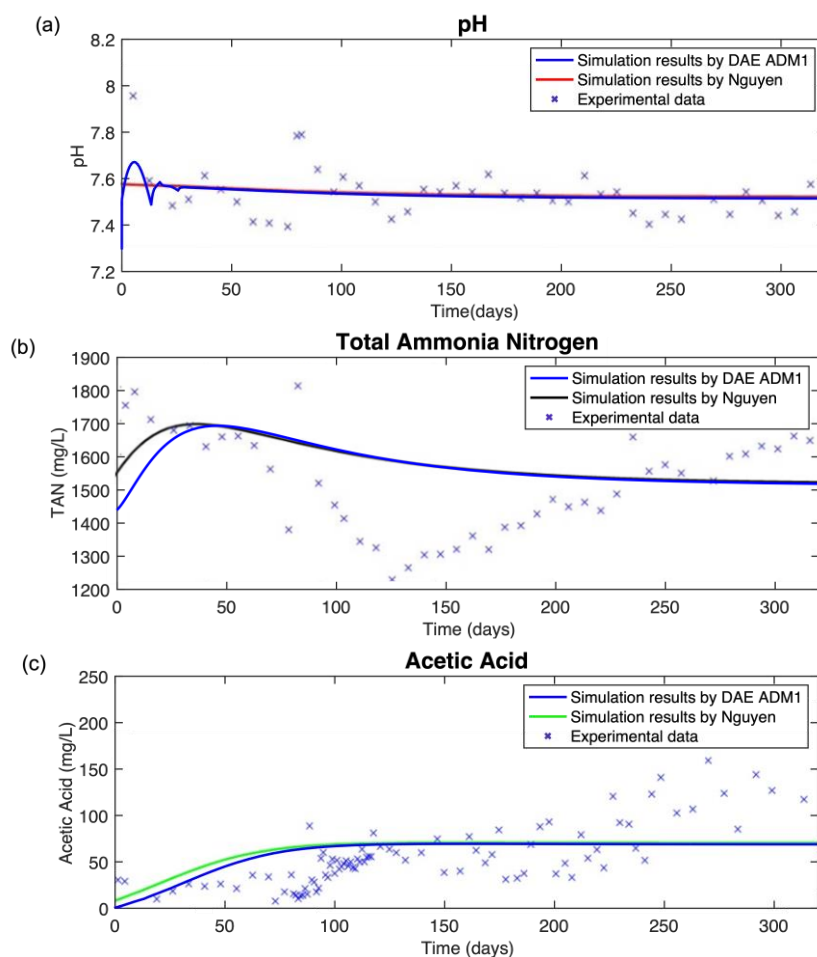 (a)
pH
8.2
8
7.8
7.6
7.4
7.2
pH
Simulation results by DAE ADM1
Simulation results by Nguyen
Experimental data
0 50 100 150 200 250 300
Time(days)
(b)
Total Ammonia Nitrogen
1900
1800
1700
1600
1500
1400
1300
1200
TAN (mg/L)
Simulation results by DAE ADM1
Simulation results by Nguyen
Experimental data
0 50 100 150 200 250 300
Time (days)
(c)
Acetic Acid
250
200
150
100
50
0
Acetic Acid (mg/L)
Simulation results by DAE ADM1
Simulation results by Nguyen
Experimental data
0 50 100 150 200 250 300
Time (days)